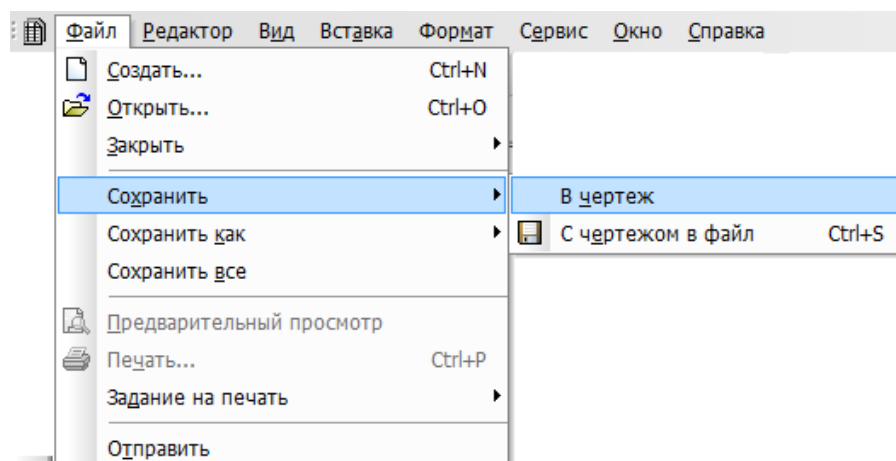 Файл Редактор Вид Вставка Формат Сервис Окно Справка
Создать... Ctrl+N
Открыть... Ctrl+O
Закрыть
Сохранить
В чертеж
Сохранить как
С чертежом в файл Ctrl+S
Сохранить все
Предварительный просмотр
Печать... Ctrl+P
Задание на печать
Отправить